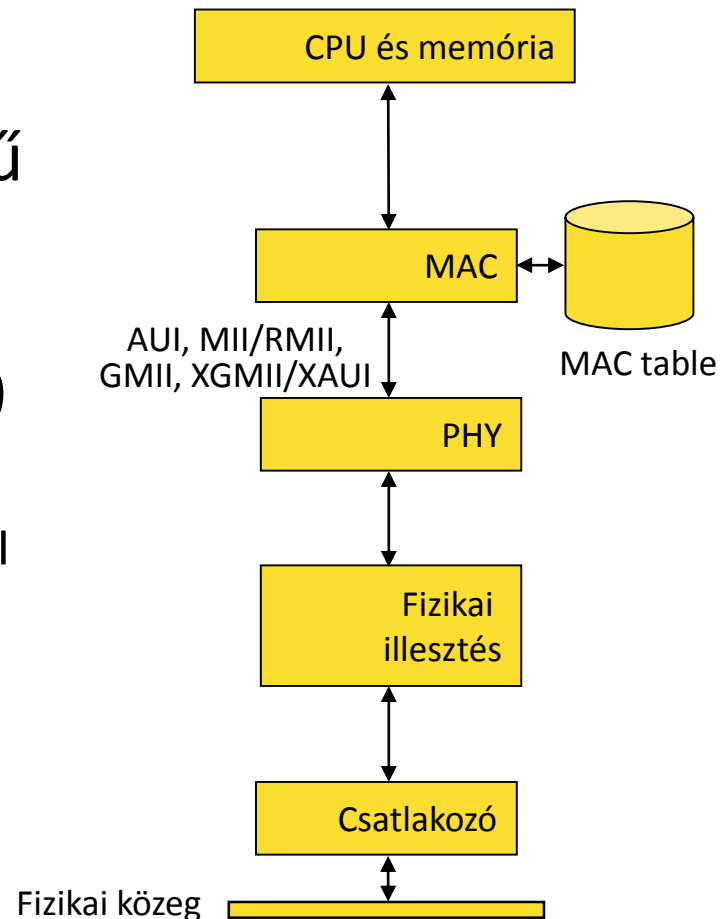 CPU és memória
ű
MAC
AUI, MII/RMII,
GMII, XGMII/XAUI
MAC table
)
PHY
Fizikai
illesztés
Csatlakozó
Fizikai közeg